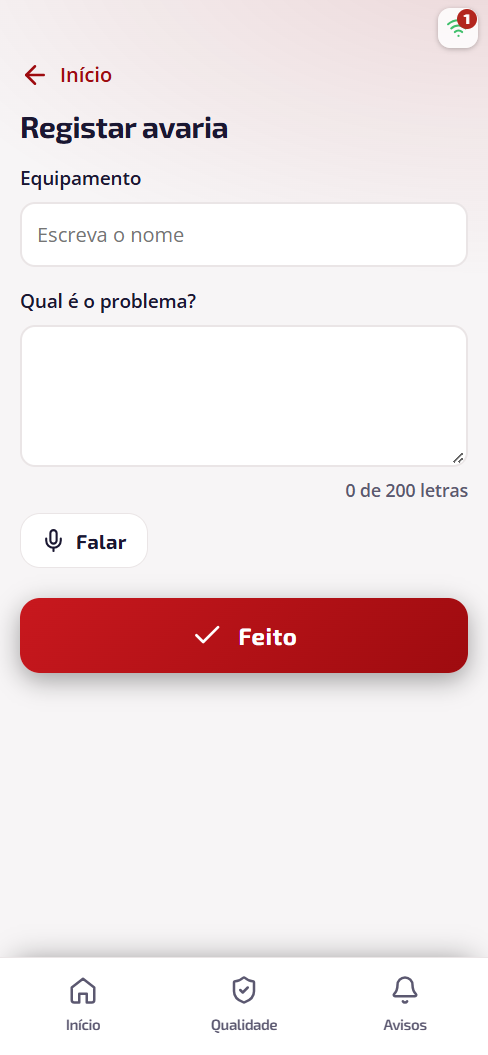 1
Início
Registar avaria
Equipamento
Escreva o nome
Qual é o problema?
0 de 200 letras
Falar
Feito
Início
Qualidade
Avisos